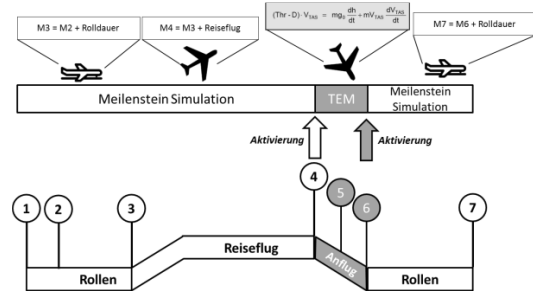 M3 = M2 + Rolldauer
M4 = M3 + Reiseflug
(Thr - D) · V_TAS = mg₀ dh/dt + mV_TAS dV_TAS/dt
M7 = M6 + Rolldauer
Meilenstein Simulation
TEM
Meilenstein
Simulation
Aktivierung
Aktivierung
1
2
3
4
5
6
7
Rollen
Reiseflug
Anflug
Rollen